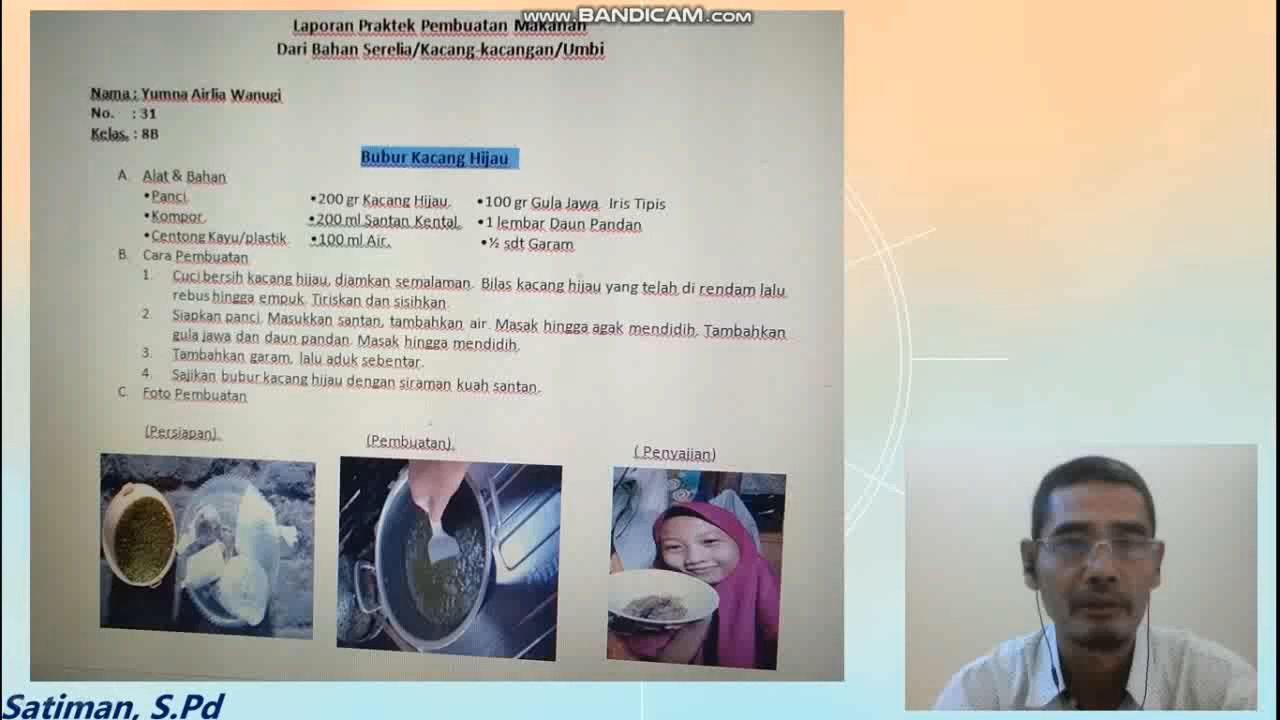 www.BANDICAM.com
Laporan Praktek Pembuatan Makanan
Dari Bahan Serelia/Kacang-kacangan/Umbi
Nama : Yumna Airlia Wanugi
No. : 31
Kelas. : 8B
Bubur Kacang Hijau
A. Alat & Bahan
•Panci •200 gr Kacang Hijau. •100 gr Gula Jawa Iris Tipis
•Kompor •200 ml Santan Kental, •1 lembar Daun Pandan
•Centong Kayu/plastik •100 ml Air. •½ sdt Garam
B. Cara Pembuatan
1. Cuci bersih kacang hijau, diamkan semalaman. Bilas kacang hijau yang telah di rendam lalu
rebus hingga empuk. Tiriskan dan sisihkan.
2. Siapkan panci. Masukkan santan, tambahkan air. Masak hingga agak mendidih. Tambahkan
gula jawa dan daun pandan. Masak hingga mendidih.
3. Tambahkan garam, lalu aduk sebentar.
4. Sajikan bubur kacang hijau dengan siraman kuah santan.
C. Foto Pembuatan
(Persiapan).
(Pembuatan).
( Penyajian)
Satiman, S.Pd